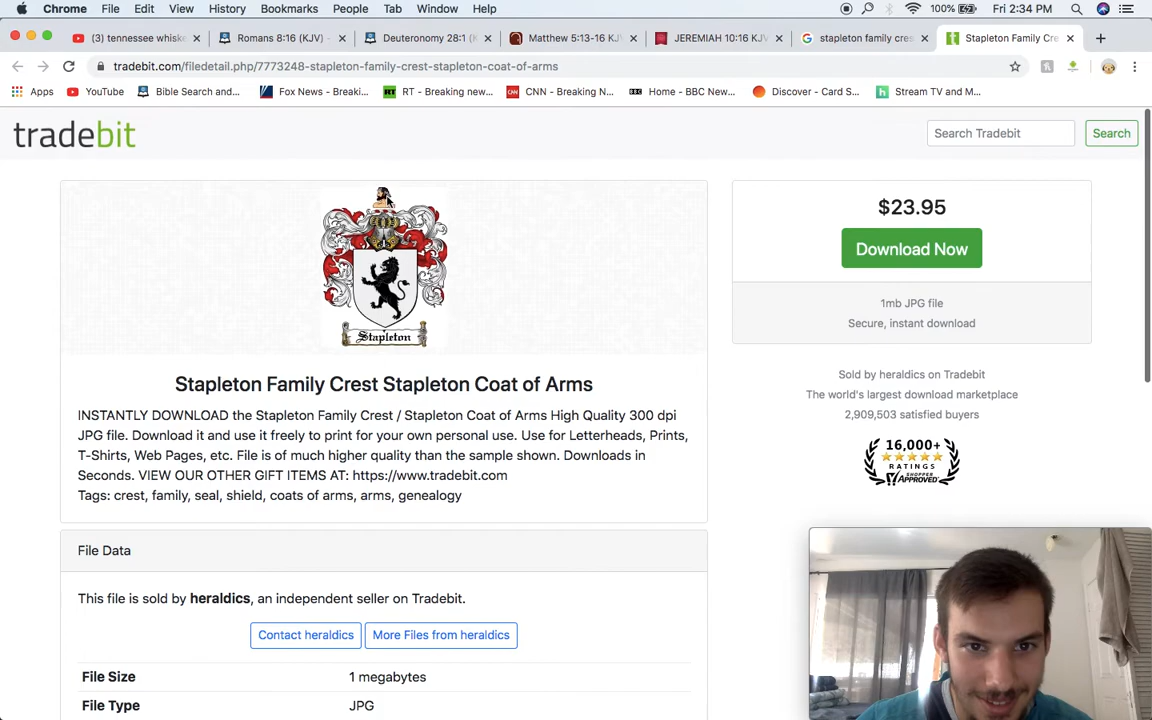 Chrome File Edit View History Bookmarks People Tab Window Help 100% Fri 2:34 PM
(3) tennessee whisk Romans 8:16 (KJV) - Deuteronomy 28:1 ( Matthew 5:13-16 KJ JEREMIAH 10:16 KJV stapleton family cres Stapleton Family Cre
tradebit.com/filedetail.php/7773248-stapleton-family-crest-stapleton-coat-of-arms
Apps YouTube Bible Search and... Fox News - Breaki... RT - Breaking new... CNN - Breaking N... BBC Home - BBC New... Discover - Card S... h Stream TV and M...
tradebit Search Tradebit Search
$23.95
Download Now
1mb JPG file
Secure, instant download
Stapleton
Sold by heraldics on Tradebit
The world's largest download marketplace
2,909,503 satisfied buyers
16,000+
RATINGS
SHOPPER APPROVED
Stapleton Family Crest Stapleton Coat of Arms
INSTANTLY DOWNLOAD the Stapleton Family Crest / Stapleton Coat of Arms High Quality 300 dpi
JPG file. Download it and use it freely to print for your own personal use. Use for Letterheads, Prints,
T-Shirts, Web Pages, etc. File is of much higher quality than the sample shown. Downloads in
Seconds. VIEW OUR OTHER GIFT ITEMS AT: https://www.tradebit.com
Tags: crest, family, seal, shield, coats of arms, arms, genealogy
File Data
This file is sold by heraldics, an independent seller on Tradebit.
Contact heraldics More Files from heraldics
File Size 1 megabytes
File Type JPG